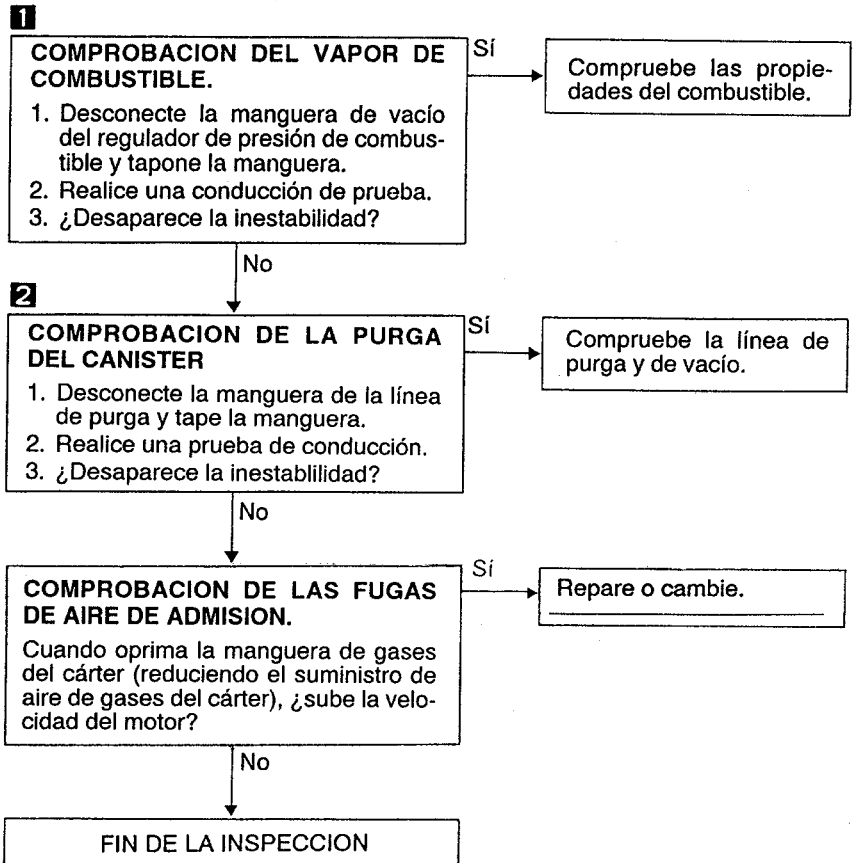 1
COMPROBACION DEL VAPOR DE
COMBUSTIBLE.
1. Desconecte la manguera de vacío
del regulador de presión de combus-
tible y tapone la manguera.
2. Realice una conducción de prueba.
3. ¿Desaparece la inestabilidad?
Sí
Compruebe las propie-
dades del combustible.
No
2
COMPROBACION DE LA PURGA
DEL CANISTER
1. Desconecte la manguera de la línea
de purga y tape la manguera.
2. Realice una prueba de conducción.
3. ¿Desaparece la inestablilidad?
Sí
Compruebe la línea de
purga y de vacío.
No
COMPROBACION DE LAS FUGAS
DE AIRE DE ADMISION.
Cuando oprima la manguera de gases
del cárter (reduciendo el suministro de
aire de gases del cárter), ¿sube la velo-
cidad del motor?
Sí
Repare o cambie.
No
FIN DE LA INSPECCION